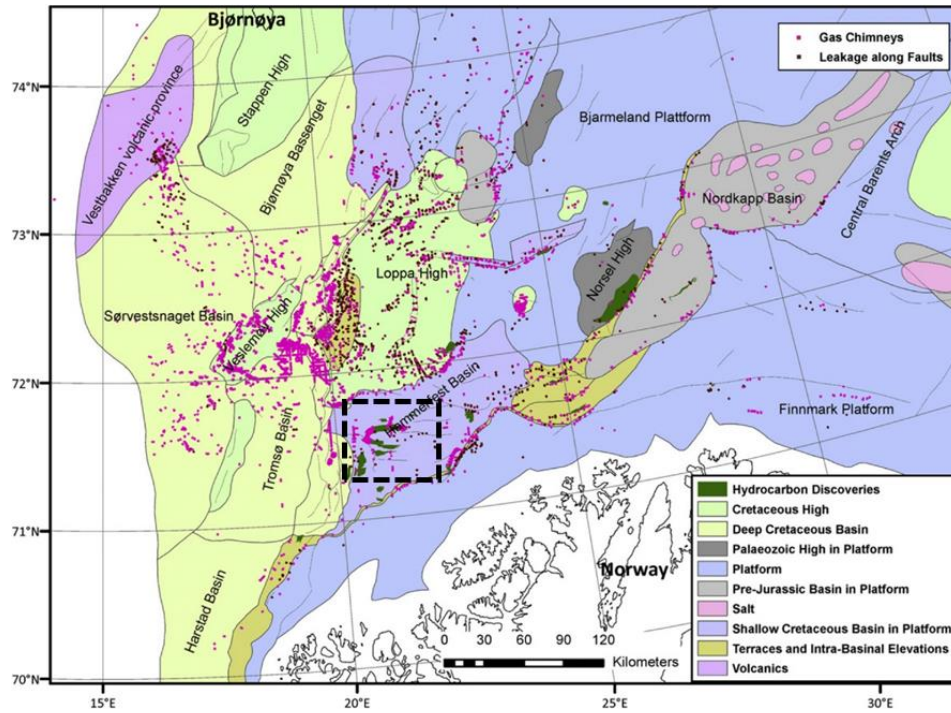 Bjørnøya
Gas Chimneys
Leakage along Faults
74°N
73°N
72°N
71°N
70°N
Vestbakken volcanic province
Stappen High
Bjørnøya Bassenget
Bjarmeland Plattform
Nordkapp Basin
Central Barents Arch
Loppa High
Norsel High
Sørvestsnaget Basin
Veslemøy High
Hammerfest Basin
Finnmark Platform
Tromsø Basin
Harstad Basin
Norway
0 30 60 90 120
Kilometers
Hydrocarbon Discoveries
Cretaceous High
Deep Cretaceous Basin
Palaeozoic High in Platform
Platform
Pre-Jurassic Basin in Platform
Salt
Shallow Cretaceous Basin in Platform
Terraces and Intra-Basinal Elevations
Volcanics
15°E
20°E
25°E
30°E